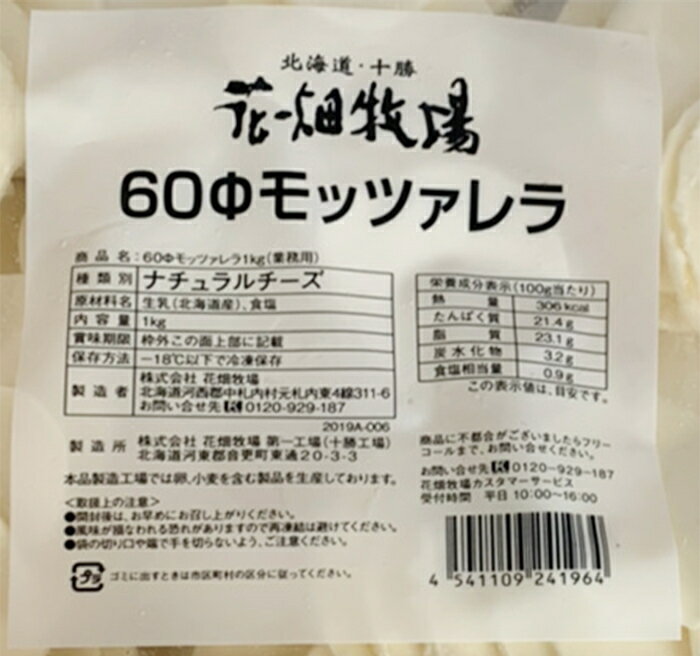 北海道・十勝
花畑牧場
60Φモッツァレラ
商品名:60Φモッツァレラ1kg(業務用)
種類別 ナチュラルチーズ
原材料名 生乳(北海道産)、食塩
内容量 1kg
賞味期限 枠外この面上部に記載
保存方法 −18℃以下で冷凍保存
製造者 株式会社 花畑牧場
北海道河西郡中札内村元札内東4線311-6
お問い合せ先 0120-929-187
2019A-006
製造所 株式会社 花畑牧場 第一工場(十勝工場)
北海道河東郡音更町東通20-3-3
本品製造工場では卵、小麦を含む製品を生産しております。
<取扱上の注意>
●開封後は、お早めにお召し上がりください。
●風味が損なわれる恐れがありますので再凍結は避けてください。
●袋の切り口や端で手を切らないよう、ご注意ください。
プラ ゴミに出すときは市区町村の区分に従ってください。
栄養成分表示(100g当たり)
熱量 306kcal
たんぱく質 21.4g
脂質 23.1g
炭水化物 3.2g
食塩相当量 0.9g
この表示値は、目安です。
商品に不都合がございましたらフリー
コールまで、お問い合せください。
お問い合せ先 0120-929-187
花畑牧場カスタマーサービス
受付時間 平日 10:00〜16:00
4 541109 241964